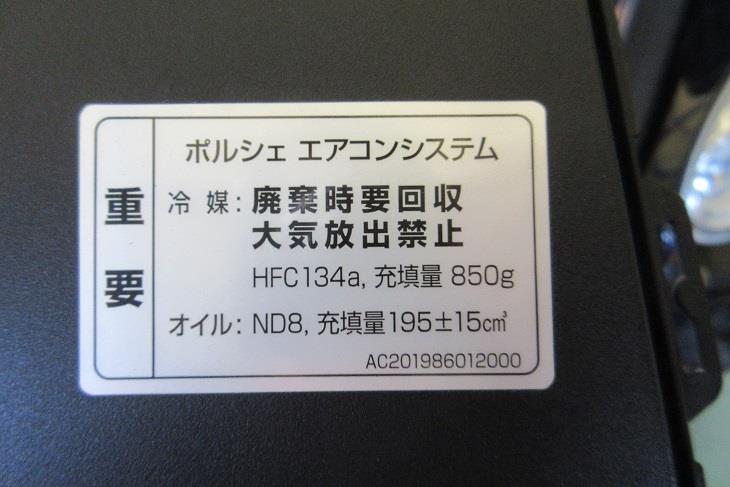 重要
ポルシェ エアコンシステム
冷 媒: 廃棄時要回収
大気放出禁止
HFC134a, 充填量 850g
オイル: ND8, 充填量195±15c㎥
AC201986012000